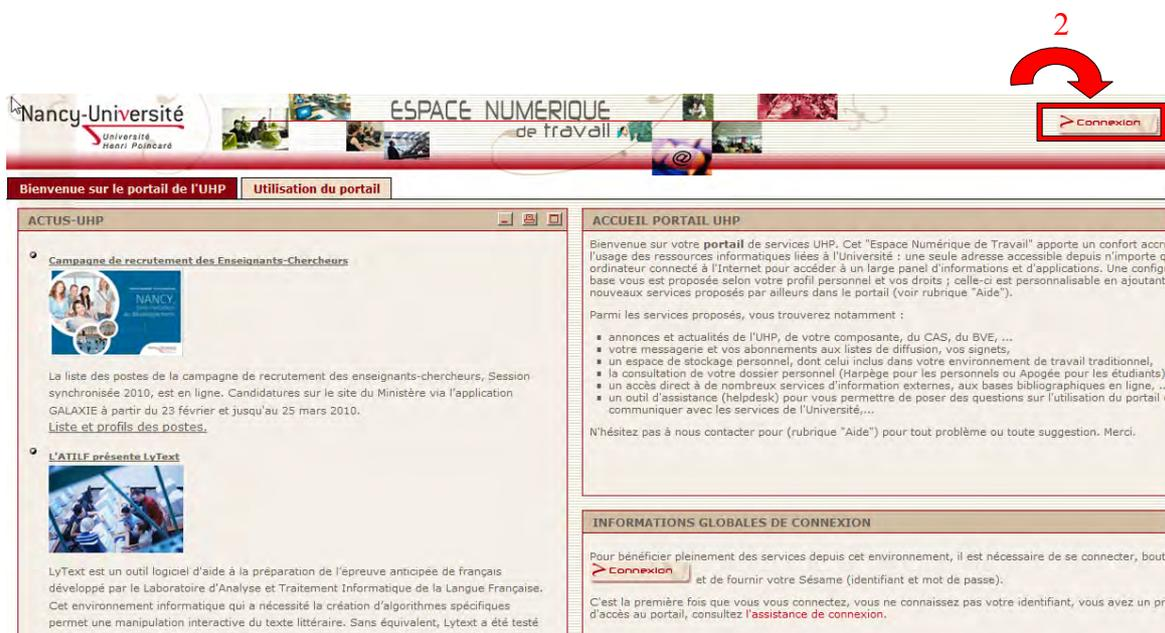 2
Nancy-Université
Université
Henri Poincaré
ESPACE NUMERIQUE
de travail
@
Connexion
Bienvenue sur le portail de l'UHP
Utilisation du portail
ACTUS-UHP
Campagne de recrutement des Enseignants-Chercheurs
NANCY,
La liste des postes de la campagne de recrutement des enseignants-chercheurs, Session
synchronisée 2010, est en ligne. Candidatures sur le site du Ministère via l'application
GALAXIE à partir du 23 février et jusqu'au 25 mars 2010.
Liste et profils des postes.
L'ATILF présente LyText
LyText est un outil logiciel d'aide à la préparation de l'épreuve anticipée de français
développé par le Laboratoire d'Analyse et Traitement Informatique de la Langue Française.
Cet environnement informatique qui a nécessité la création d'algorithmes spécifiques
permet une manipulation interactive du texte littéraire. Sans équivalent, Lytext a été testé
ACCUEIL PORTAIL UHP
Bienvenue sur votre portail de services UHP. Cet "Espace Numérique de Travail" apporte un confort accr
l'usage des ressources informatiques liées à l'Université : une seule adresse accessible depuis n'importe q
ordinateur connecté à l'Internet pour accéder à un large panel d'informations et d'applications. Une config
base vous est proposée selon votre profil personnel et vos droits ; celle-ci est personnalisable en ajoutant
nouveaux services proposés par ailleurs dans le portail (voir rubrique "Aide").
Parmi les services proposés, vous trouverez notamment :
annonces et actualités de l'UHP, de votre composante, du CAS, du BVE, ...
votre messagerie et vos abonnements aux listes de diffusion, vos signets,
un espace de stockage personnel, dont celui inclus dans votre environnement de travail traditionnel,
la consultation de votre dossier personnel (Harpège pour les personnels ou Apogée pour les étudiants)
un accès direct à de nombreux services d'information externes, aux bases bibliographiques en ligne, ..
un outil d'assistance (helpdesk) pour vous permettre de poser des questions sur l'utilisation du portail
communiquer avec les services de l'Université,...
N'hésitez pas à nous contacter pour (rubrique "Aide") pour tout problème ou toute suggestion. Merci.
INFORMATIONS GLOBALES DE CONNEXION
Pour bénéficier pleinement des services depuis cet environnement, il est nécessaire de se connecter, bout
Connexion et de fournir votre Sésame (identifiant et mot de passe).
C'est la première fois que vous vous connectez, vous ne connaissez pas votre identifiant, vous avez un pr
d'accès au portail, consultez l'assistance de connexion.